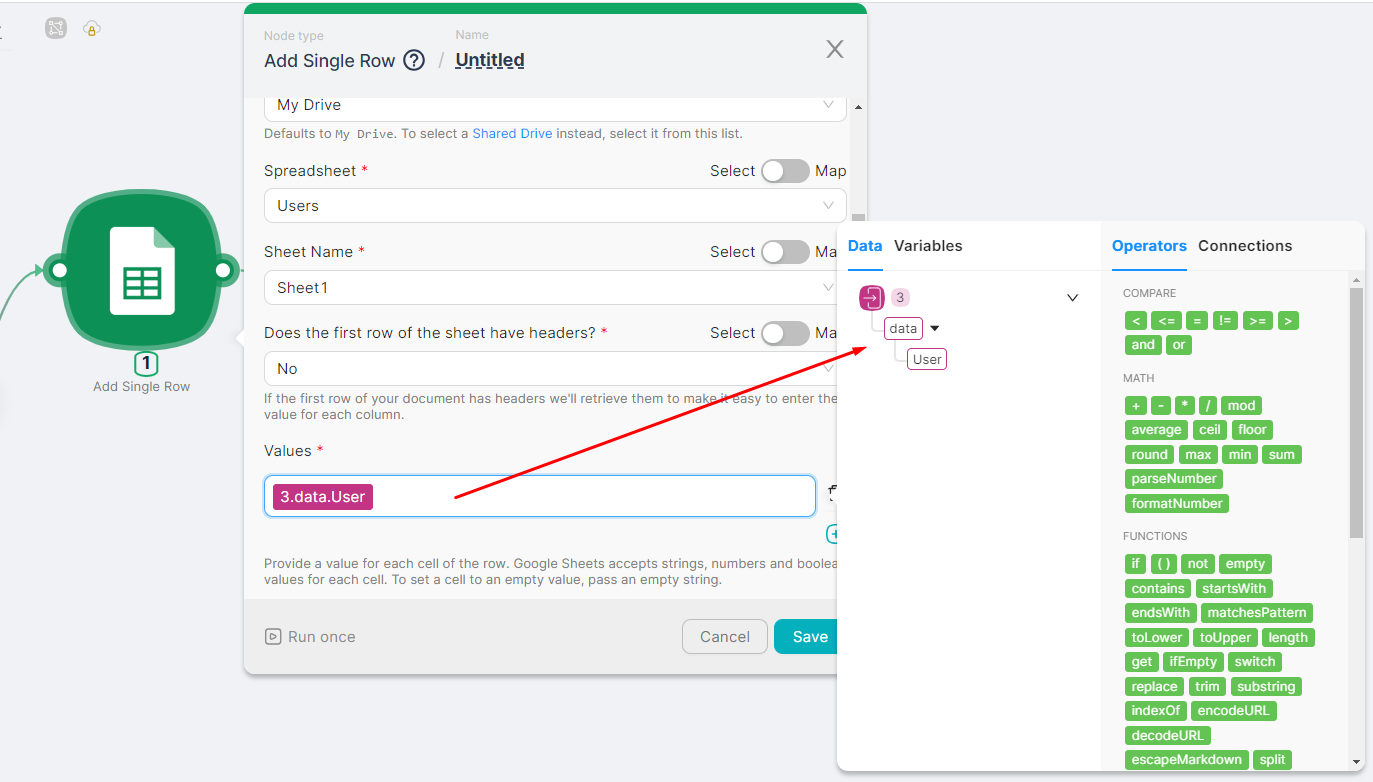 Node type
Name
Add Single Row ? / Untitled
My Drive
Defaults to My Drive. To select a Shared Drive instead, select it from this list.
Spreadsheet *
Select
Map
Users
Sheet Name *
Select
Ma
Sheet1
Does the first row of the sheet have headers? *
Select
Ma
No
If the first row of your document has headers we'll retrieve them to make it easy to enter the
value for each column.
Values *
3.data.User
Provide a value for each cell of the row. Google Sheets accepts strings, numbers and boolea
values for each cell. To set a cell to an empty value, pass an empty string.
Run once
Cancel
Save
1
Add Single Row
Data Variables
3
data
User
Operators Connections
COMPARE
< <= = != >= >
and or
MATH
+ - * / mod
average ceil floor
round max min sum
parseNumber
formatNumber
FUNCTIONS
if ( ) not empty
contains startsWith
endsWith matchesPattern
toLower toUpper length
get ifEmpty switch
replace trim substring
indexOf encodeURL
decodeURL
escapeMarkdown split